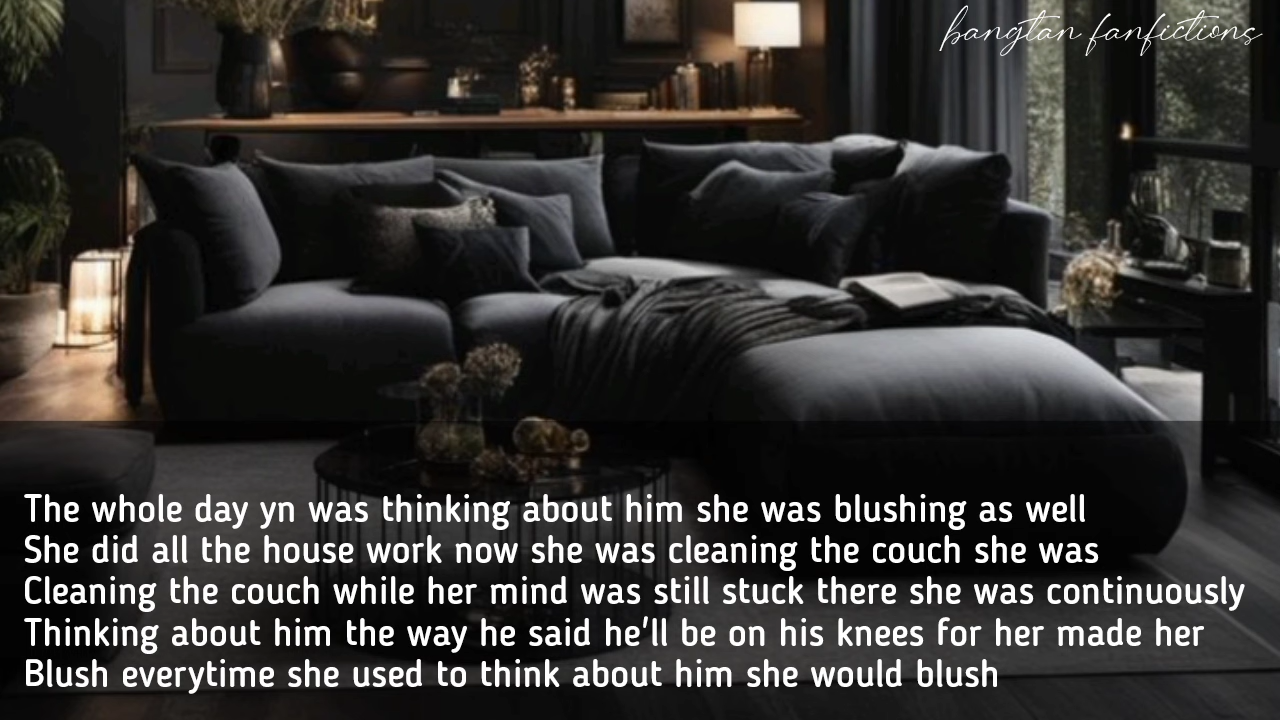 bangtan fanfictions
The whole day yn was thinking about him she was blushing as well
She did all the house work now she was cleaning the couch she was
Cleaning the couch while her mind was still stuck there she was continuously
Thinking about him the way he said he'll be on his knees for her made her
Blush everytime she used to think about him she would blush